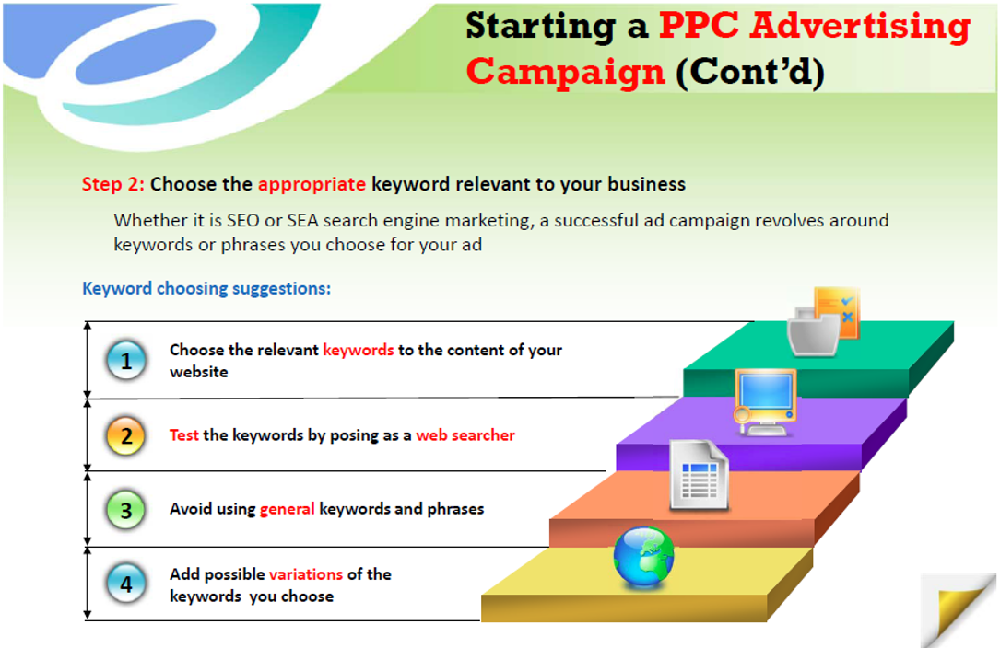 Starting a PPC Advertising
Campaign (Cont’d)
Step 2: Choose the appropriate keyword relevant to your business
Whether it is SEO or SEA search engine marketing, a successful ad campaign revolves around
keywords or phrases you choose for your ad
Keyword choosing suggestions:
1
Choose the relevant keywords to the content of your
website
2
Test the keywords by posing as a web searcher
3
Avoid using general keywords and phrases
4
Add possible variations of the
keywords you choose